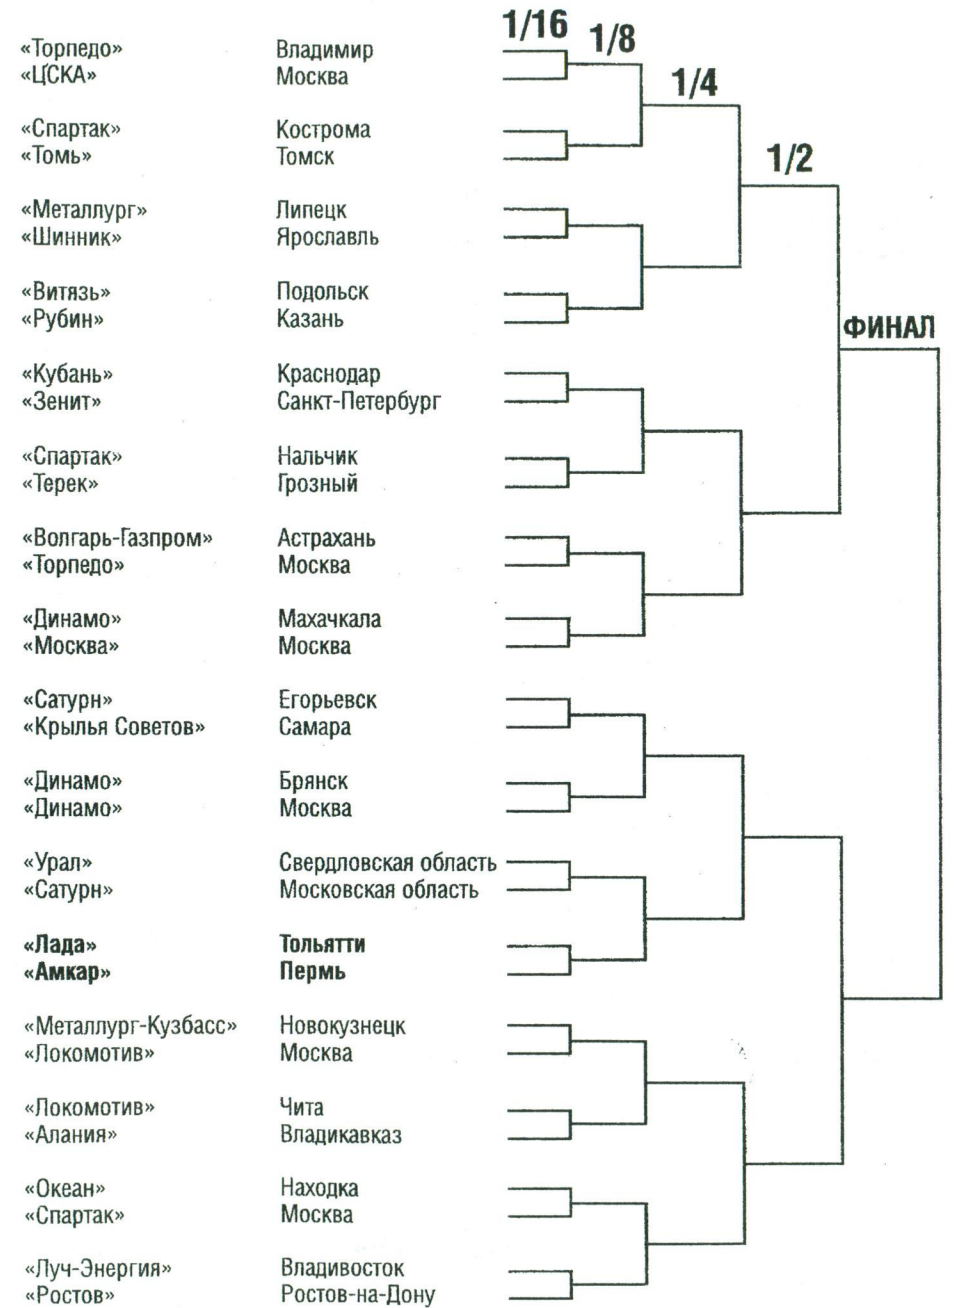 1/16
1/8
1/4
1/2
ФИНАЛ
«Торпедо» Владимир
«ЦСКА» Москва
«Спартак» Кострома
«Томь» Томск
«Металлург» Липецк
«Шинник» Ярославль
«Витязь» Подольск
«Рубин» Казань
«Кубань» Краснодар
«Зенит» Санкт-Петербург
«Спартак» Нальчик
«Терек» Грозный
«Волгарь-Газпром» Астрахань
«Торпедо» Москва
«Динамо» Махачкала
«Москва» Москва
«Сатурн» Егорьевск
«Крылья Советов» Самара
«Динамо» Брянск
«Динамо» Москва
«Урал» Свердловская область
«Сатурн» Московская область
«Лада» Тольятти
«Амкар» Пермь
«Металлург-Кузбасс» Новокузнецк
«Локомотив» Москва
«Локомотив» Чита
«Алания» Владикавказ
«Океан» Находка
«Спартак» Москва
«Луч-Энергия» Владивосток
«Ростов» Ростов-на-Дону